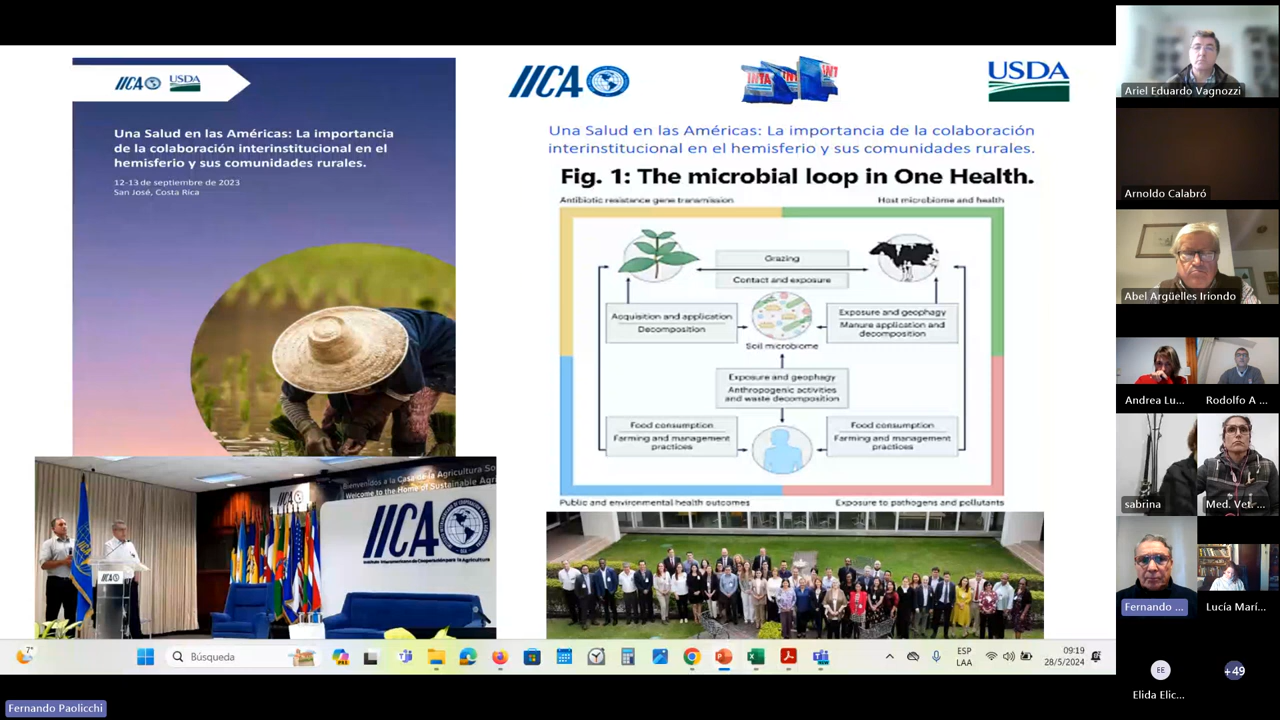 IICA
USDA
Una Salud en las Américas: La importancia
de la colaboración interinstitucional en el
hemisferio y sus comunidades rurales.
12-13 de septiembre de 2023
San José, Costa Rica
IICA
INTA
USDA
Una Salud en las Américas: La importancia de la colaboración
interinstitucional en el hemisferio y sus comunidades rurales.
Fig. 1: The microbial loop in One Health.
Antibiotic resistance gene transmission
Host microbiome and health
Grazing
Contact and exposure
Acquisition and application
Decomposition
Soil microbiome
Exposure and geophagy
Manure application and
decomposition
Exposure and geophagy
Anthropogenic activities
and waste decomposition
Food consumption
Farming and management
practices
Food consumption
Farming and management
practices
Public and environmental health outcomes
Exposure to pathogens and pollutants
Bienvenidos a la Casa de la Agricultura So
Welcome to the Home of Sustainable Agri
IICA
IICA
Instituto Interamericano de Cooperación para la Agricultura
IICA
Ariel Eduardo Vagnozzi
Arnoldo Calabró
Abel Argüelles Iriondo
Andrea Lu...
Rodolfo A ...
sabrina
Med. Vet. ...
Fernando ...
Lucía Marí...
EE
+49
Elida Elic...
7°
Búsqueda
ESP
LAA
09:19
28/5/2024
Fernando Paolicchi